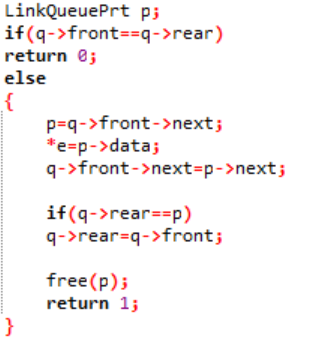 LinkQueuePrt p;
if(q->front==q->rear)
return 0;
else
{
p=q->front->next;
*e=p->data;
q->front->next=p->next;
if(q->rear==p)
q->rear=q->front;
free(p);
return 1;
}